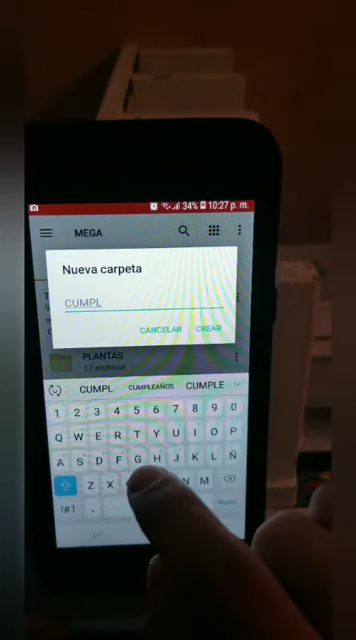 34% 10:27 p. m.
MEGA
Nueva carpeta
CUMPL
CANCELAR CREAR
PLANTAS
17 archivos
CUMPL CUMPLEAÑOS CUMPLE
1 2 3 4 5 6 7 8 9 0
Q W E R T Y U I O P
A S D F G H J K L Ñ
Z X N M
!#1 ,